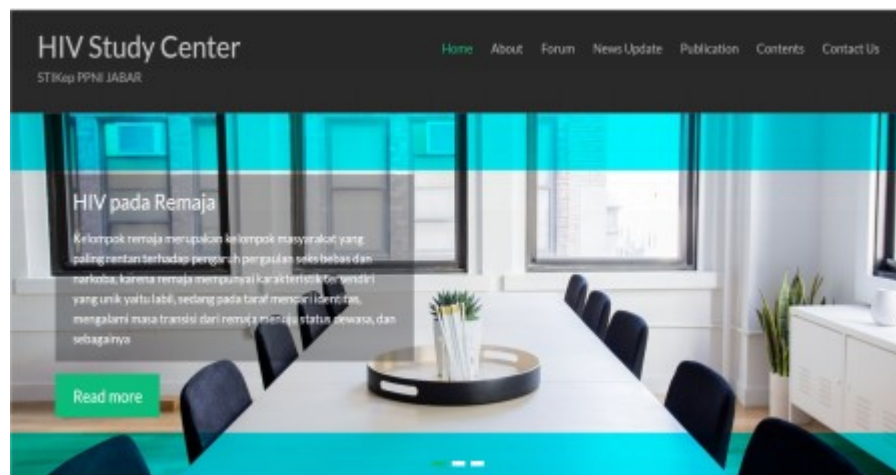 HIV Study Center
STIKep PPNI JABAR
Home About Forum News Update Publication Contents Contact Us
HIV pada Remaja
Kelompok remaja merupakan kelompok masyarakat yang
paling rentan terhadap pengaruh pergaulan seks bebas dan
narkoba, karena remaja mempunyai karakteristik tersendiri
yang unik yaitu labil, sedang pada taraf mencari identitas,
mengalami masa transisi dari remaja menuju status dewasa, dan
sebagainya
Read more